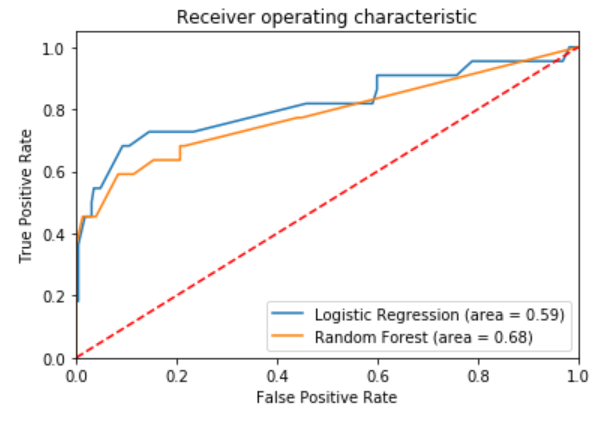 Receiver operating characteristic
1.0
0.8
0.6
0.4
0.2
0.0
True Positive Rate
Logistic Regression (area = 0.59)
Random Forest (area = 0.68)
0.0 0.2 0.4 0.6 0.8 1.0
False Positive Rate